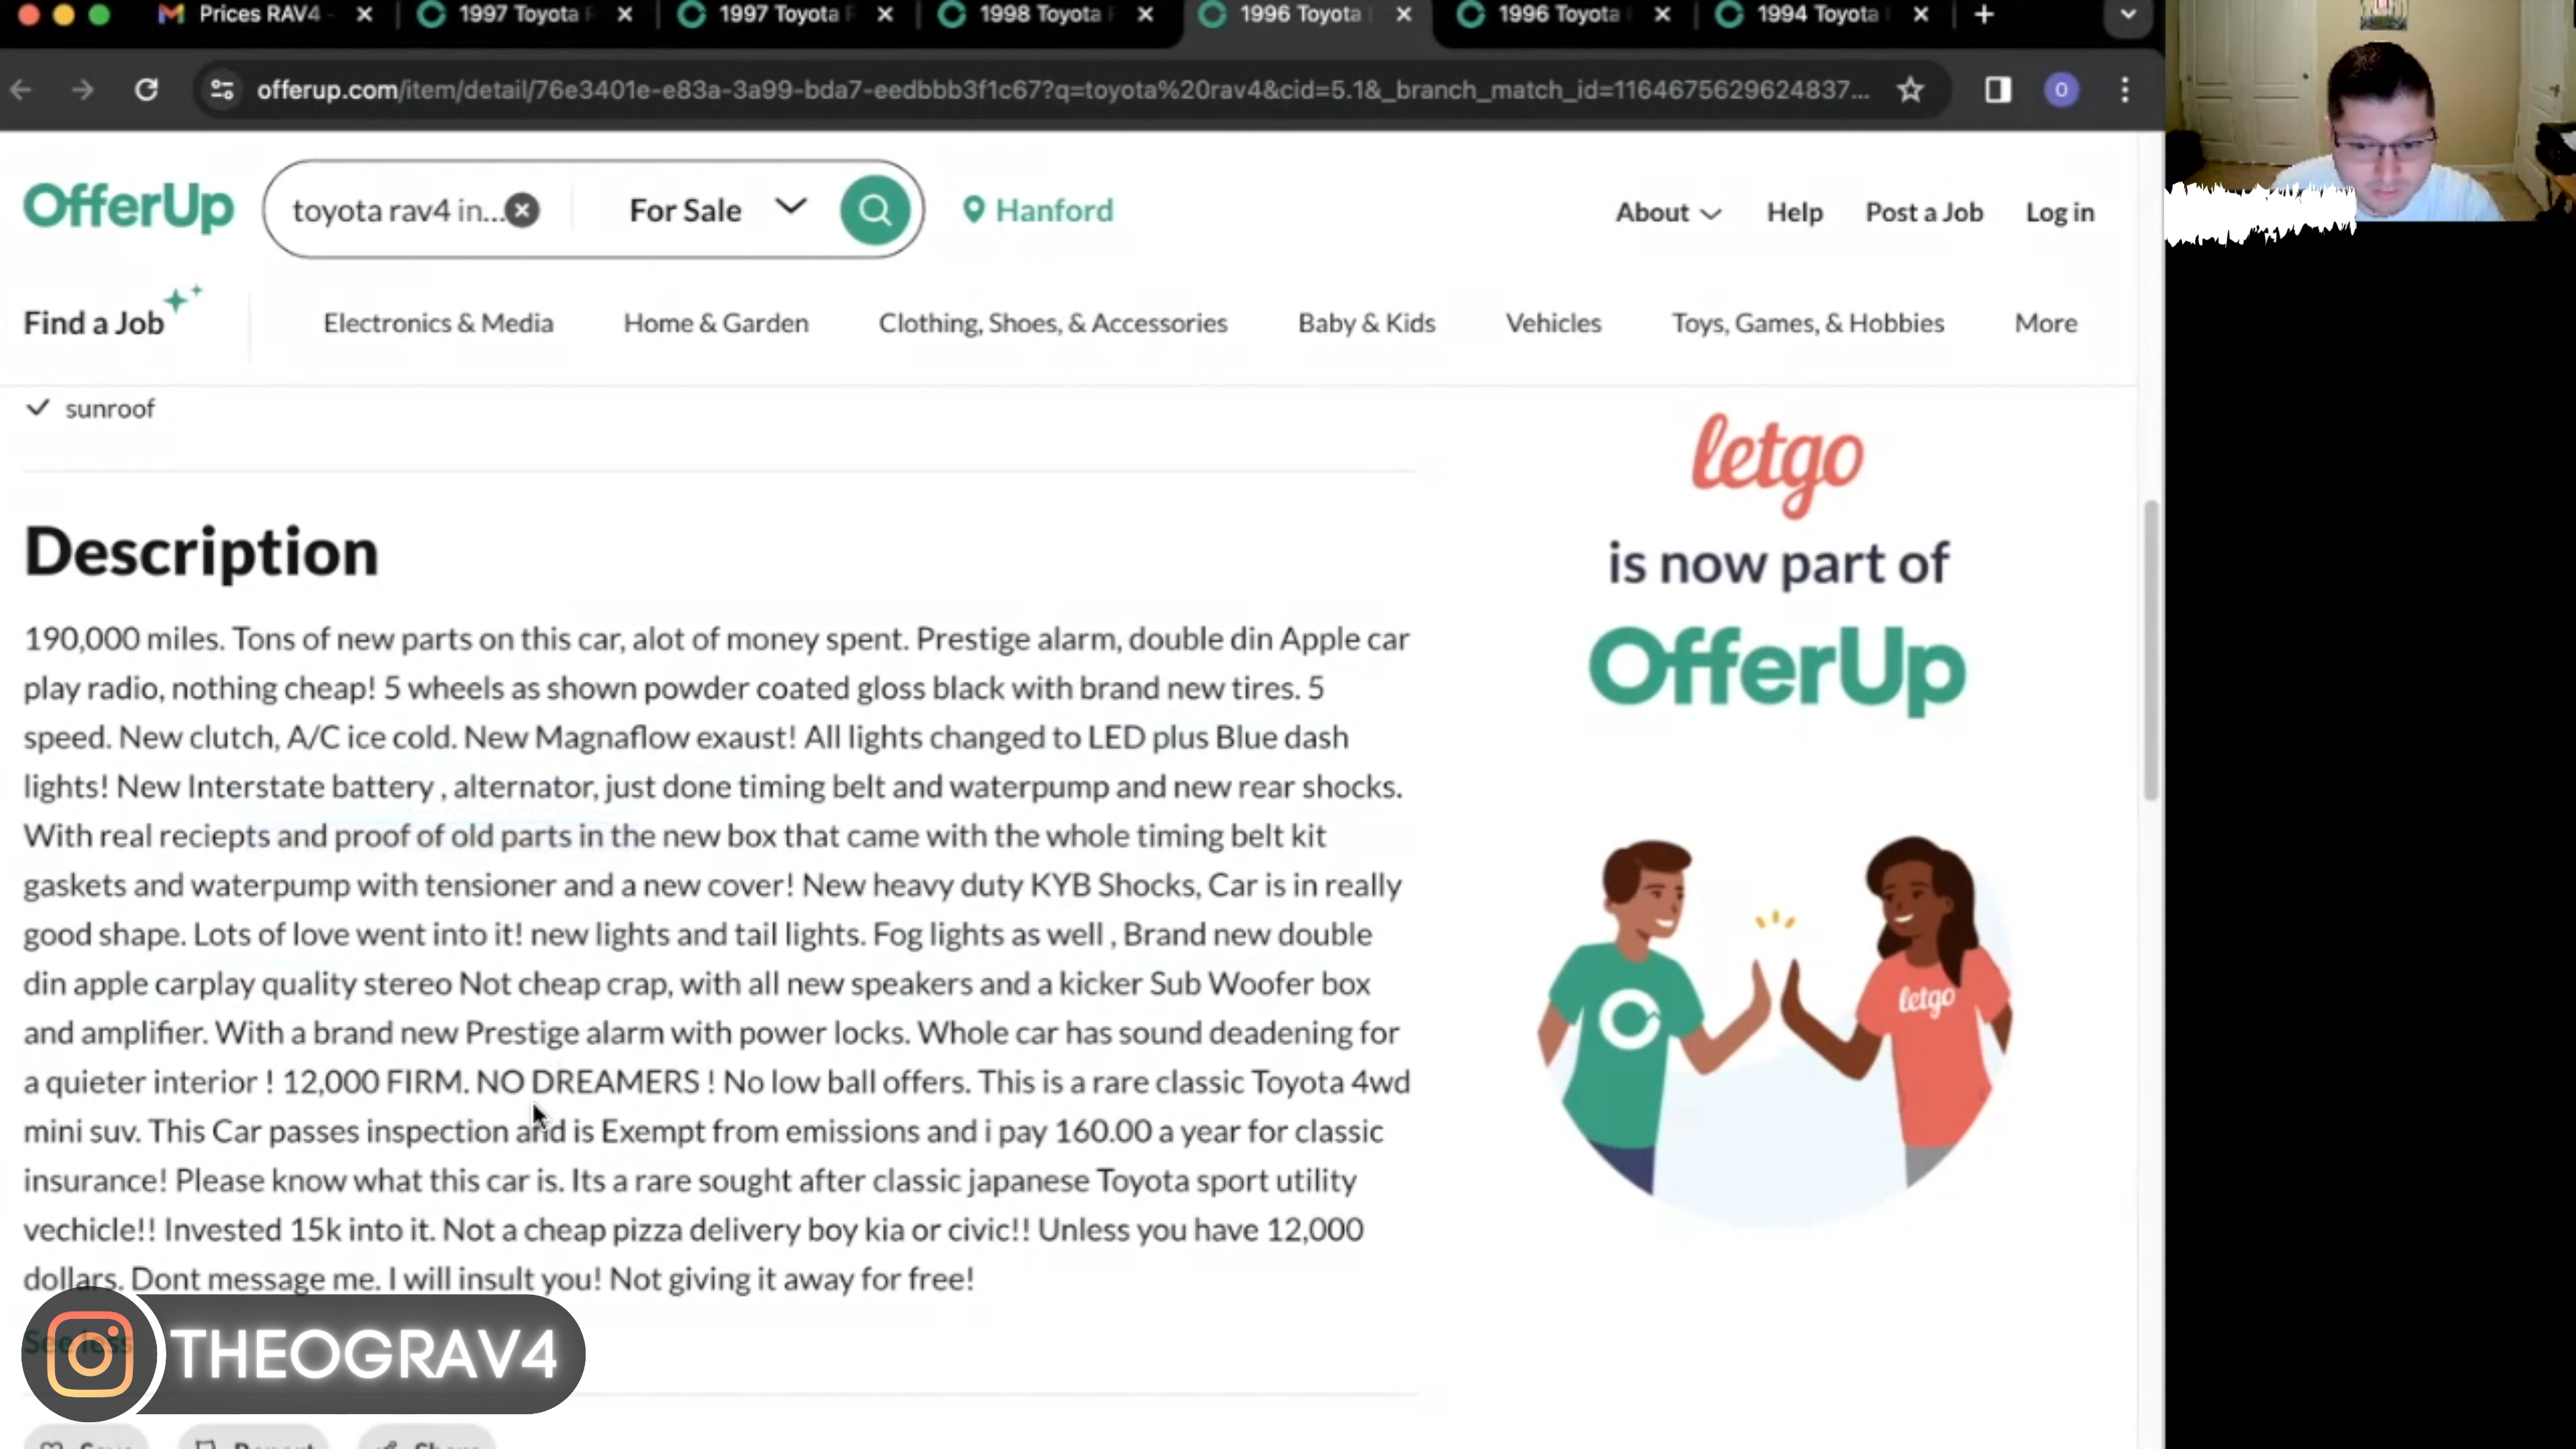 Prices RAV4
1997 Toyota
1997 Toyota
1998 Toyota
1996 Toyota
1996 Toyota
1994 Toyota
offerup.com/item/detail/76e3401e-e83a-3a99-bda7-eedbbb3f1c67?q=toyota%20rav4&cid=5.1&_branch_match_id=1164675629624837...
O
OfferUp
toyota rav4 in...
For Sale
Hanford
About
Help
Post a Job
Log in
Find a Job
Electronics & Media
Home & Garden
Clothing, Shoes, & Accessories
Baby & Kids
Vehicles
Toys, Games, & Hobbies
More
sunroof
Description
190,000 miles. Tons of new parts on this car, alot of money spent. Prestige alarm, double din Apple car
play radio, nothing cheap! 5 wheels as shown powder coated gloss black with brand new tires. 5
speed. New clutch, A/C ice cold. New Magnaflow exaust! All lights changed to LED plus Blue dash
lights! New Interstate battery , alternator, just done timing belt and waterpump and new rear shocks.
With real reciepts and proof of old parts in the new box that came with the whole timing belt kit
gaskets and waterpump with tensioner and a new cover! New heavy duty KYB Shocks, Car is in really
good shape. Lots of love went into it! new lights and tail lights. Fog lights as well , Brand new double
din apple carplay quality stereo Not cheap crap, with all new speakers and a kicker Sub Woofer box
and amplifier. With a brand new Prestige alarm with power locks. Whole car has sound deadening for
a quieter interior ! 12,000 FIRM. NO DREAMERS ! No low ball offers. This is a rare classic Toyota 4wd
mini suv. This Car passes inspection and is Exempt from emissions and i pay 160.00 a year for classic
insurance! Please know what this car is. Its a rare sought after classic japanese Toyota sport utility
vechicle!! Invested 15k into it. Not a cheap pizza delivery boy kia or civic!! Unless you have 12,000
dollars. Dont message me. I will insult you! Not giving it away for free!
See less
letgo
is now part of
OfferUp
letgo
THEOGRAV4